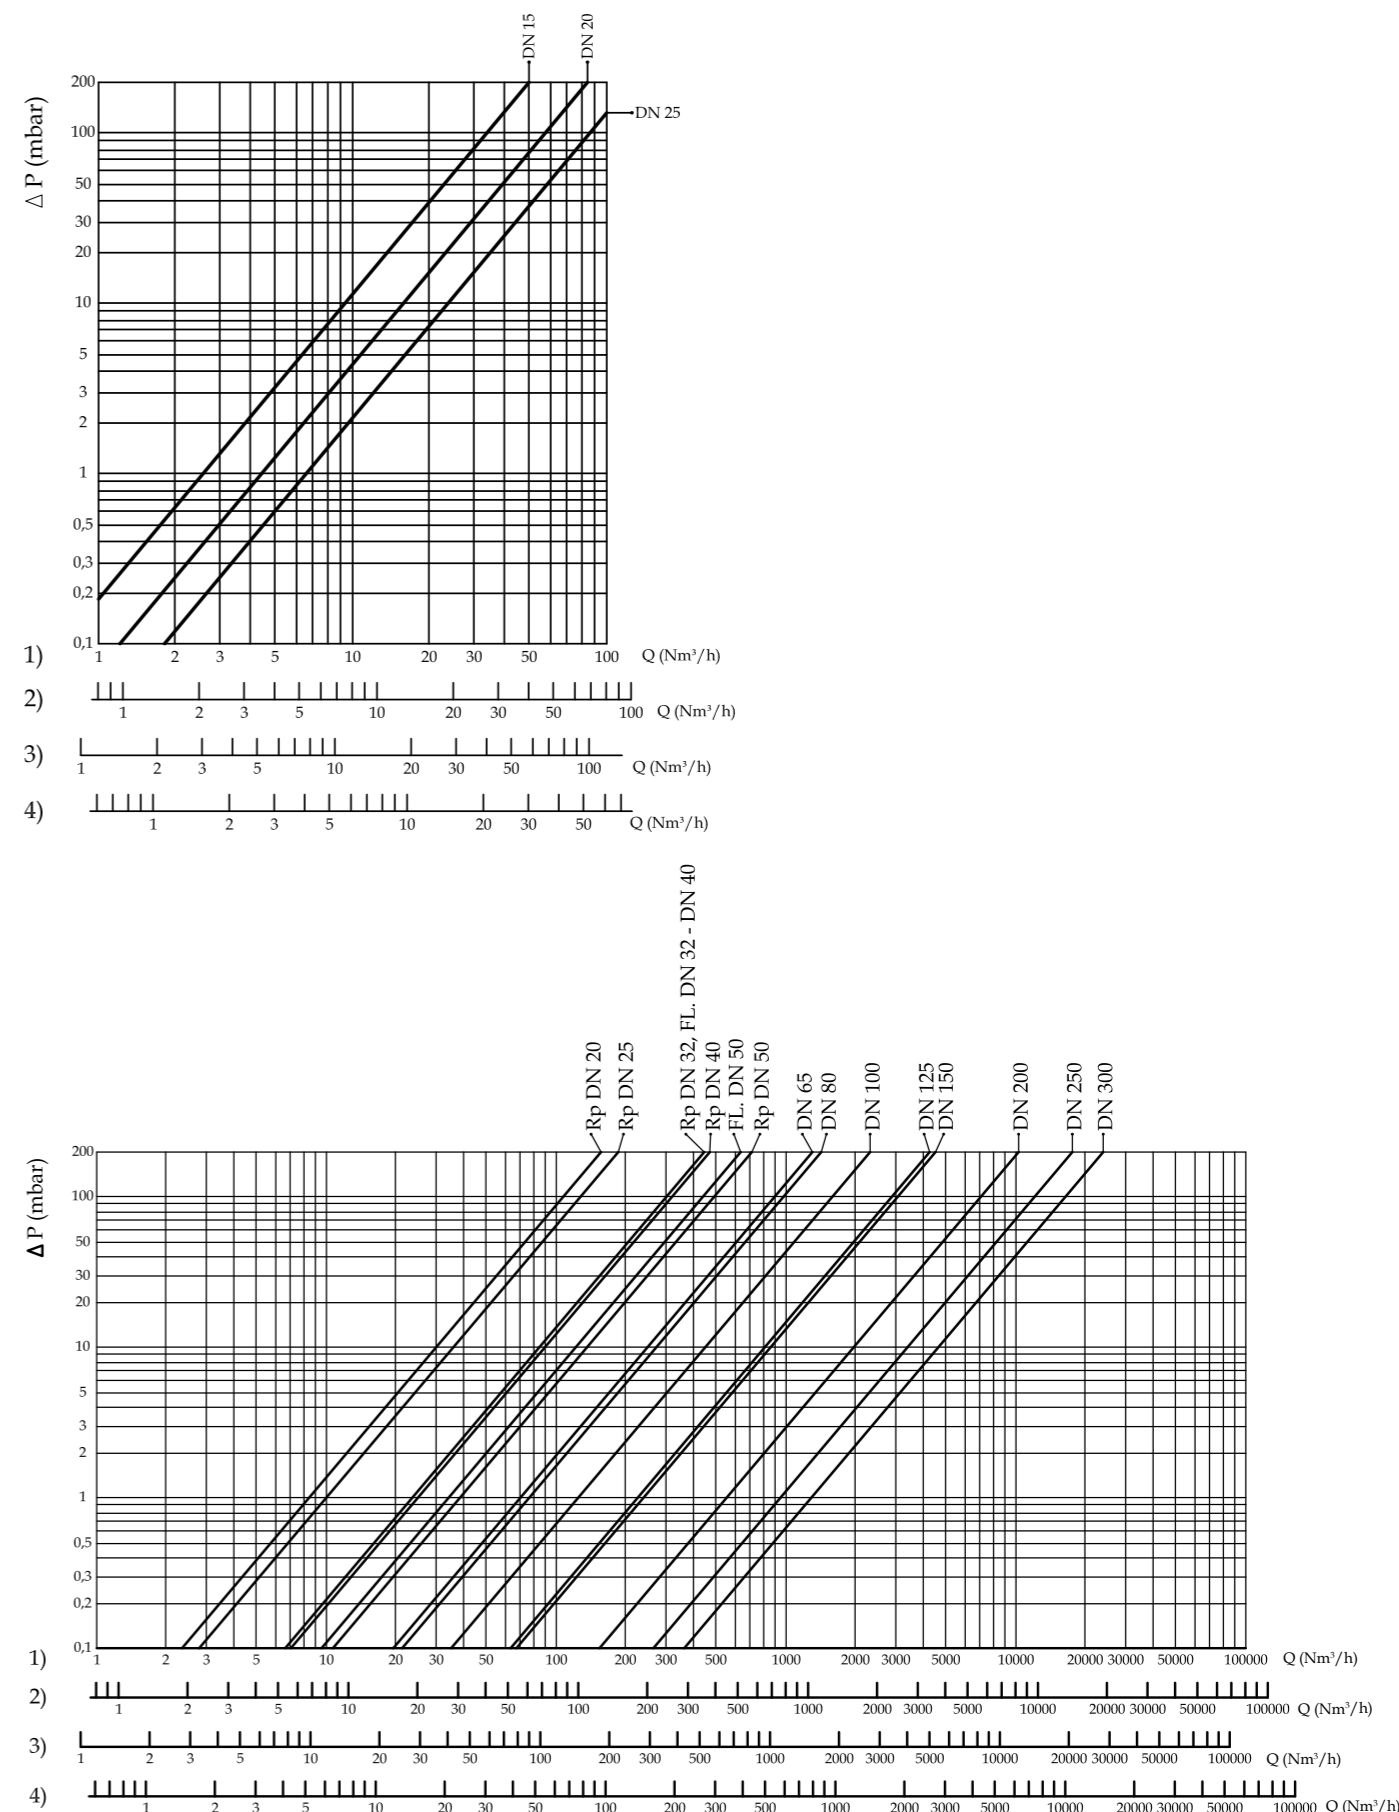 DN 15
DN 20
DN 25
Δ P (mbar)
200
100
50
30
20
10
5
3
2
1
0,5
0,3
0,2
0,1
1) 1 2 3 5 10 20 30 50 100 Q (Nm³/h)
2) 1 2 3 5 10 20 30 50 100 Q (Nm³/h)
3) 1 2 3 5 10 20 30 50 100 Q (Nm³/h)
4) 1 2 3 5 10 20 30 50 Q (Nm³/h)
Rp DN 20
Rp DN 25
Rp DN 32, FL. DN 32 - DN 40
Rp DN 40
FL. DN 50
Rp DN 50
DN 65
DN 80
DN 100
DN 125
DN 150
DN 200
DN 250
DN 300
Δ P (mbar)
200
100
50
30
20
10
5
3
2
1
0,5
0,3
0,2
0,1
1) 1 2 3 5 10 20 30 50 100 200 300 500 1000 2000 3000 5000 10000 20000 30000 50000 100000 Q (Nm³/h)
2) 1 2 3 5 10 20 30 50 100 200 300 500 1000 2000 3000 5000 10000 20000 30000 50000 100000 Q (Nm³/h)
3) 1 2 3 5 10 20 30 50 100 200 300 500 1000 2000 3000 5000 10000 20000 30000 50000 100000 Q (Nm³/h)
4) 1 2 3 5 10 20 30 50 100 200 300 500 1000 2000 3000 5000 10000 20000 30000 50000 100000 Q (Nm³/h)